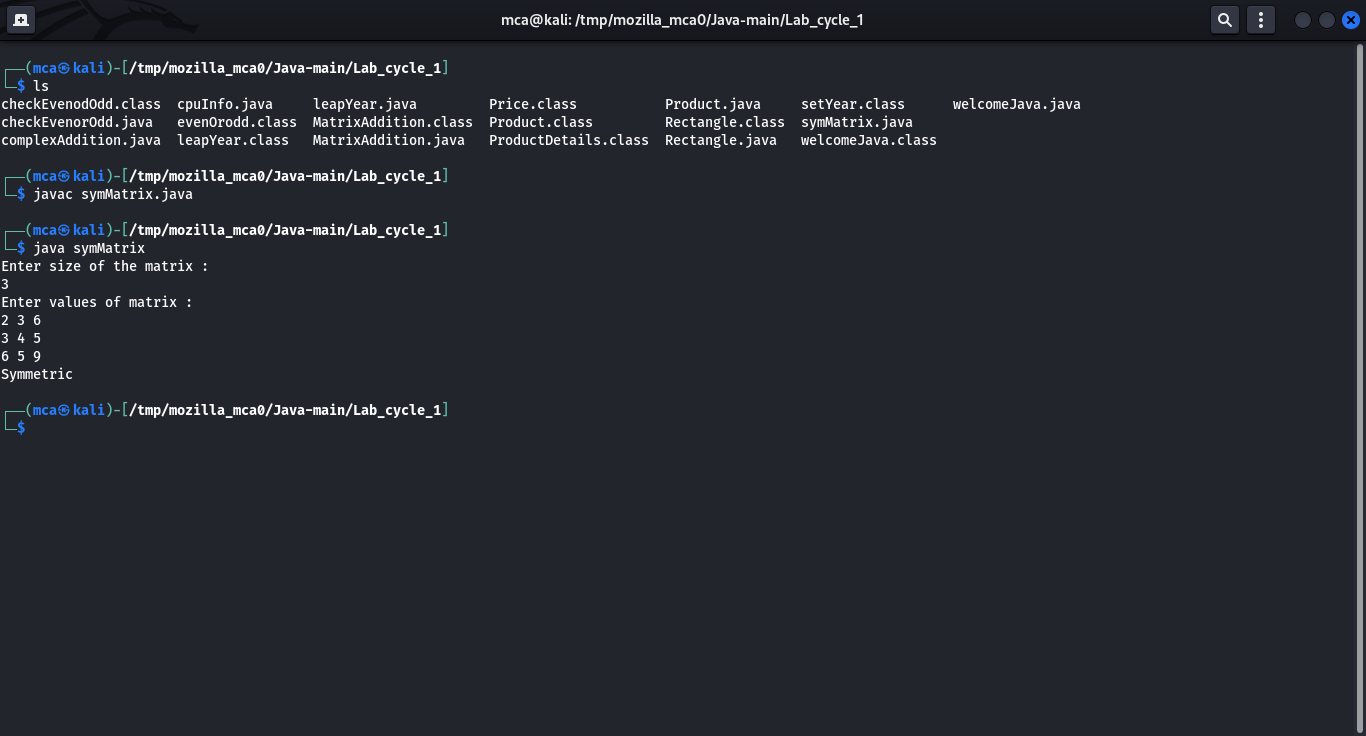 mca@kali: /tmp/mozilla_mca0/Java-main/Lab_cycle_1
┌──(mca㉿kali)-[/tmp/mozilla_mca0/Java-main/Lab_cycle_1]
└─$ ls
checkEvenodOdd.class  cpuInfo.java     leapYear.java         Price.class           Product.java     setYear.class      welcomeJava.java
checkEvenorOdd.java   evenOrodd.class  MatrixAddition.class  Product.class         Rectangle.class  symMatrix.java
complexAddition.java  leapYear.class   MatrixAddition.java   ProductDetails.class  Rectangle.java   welcomeJava.class
┌──(mca㉿kali)-[/tmp/mozilla_mca0/Java-main/Lab_cycle_1]
└─$ javac symMatrix.java
┌──(mca㉿kali)-[/tmp/mozilla_mca0/Java-main/Lab_cycle_1]
└─$ java symMatrix
Enter size of the matrix :
3
Enter values of matrix :
2 3 6
3 4 5
6 5 9
Symmetric
┌──(mca㉿kali)-[/tmp/mozilla_mca0/Java-main/Lab_cycle_1]
└─$